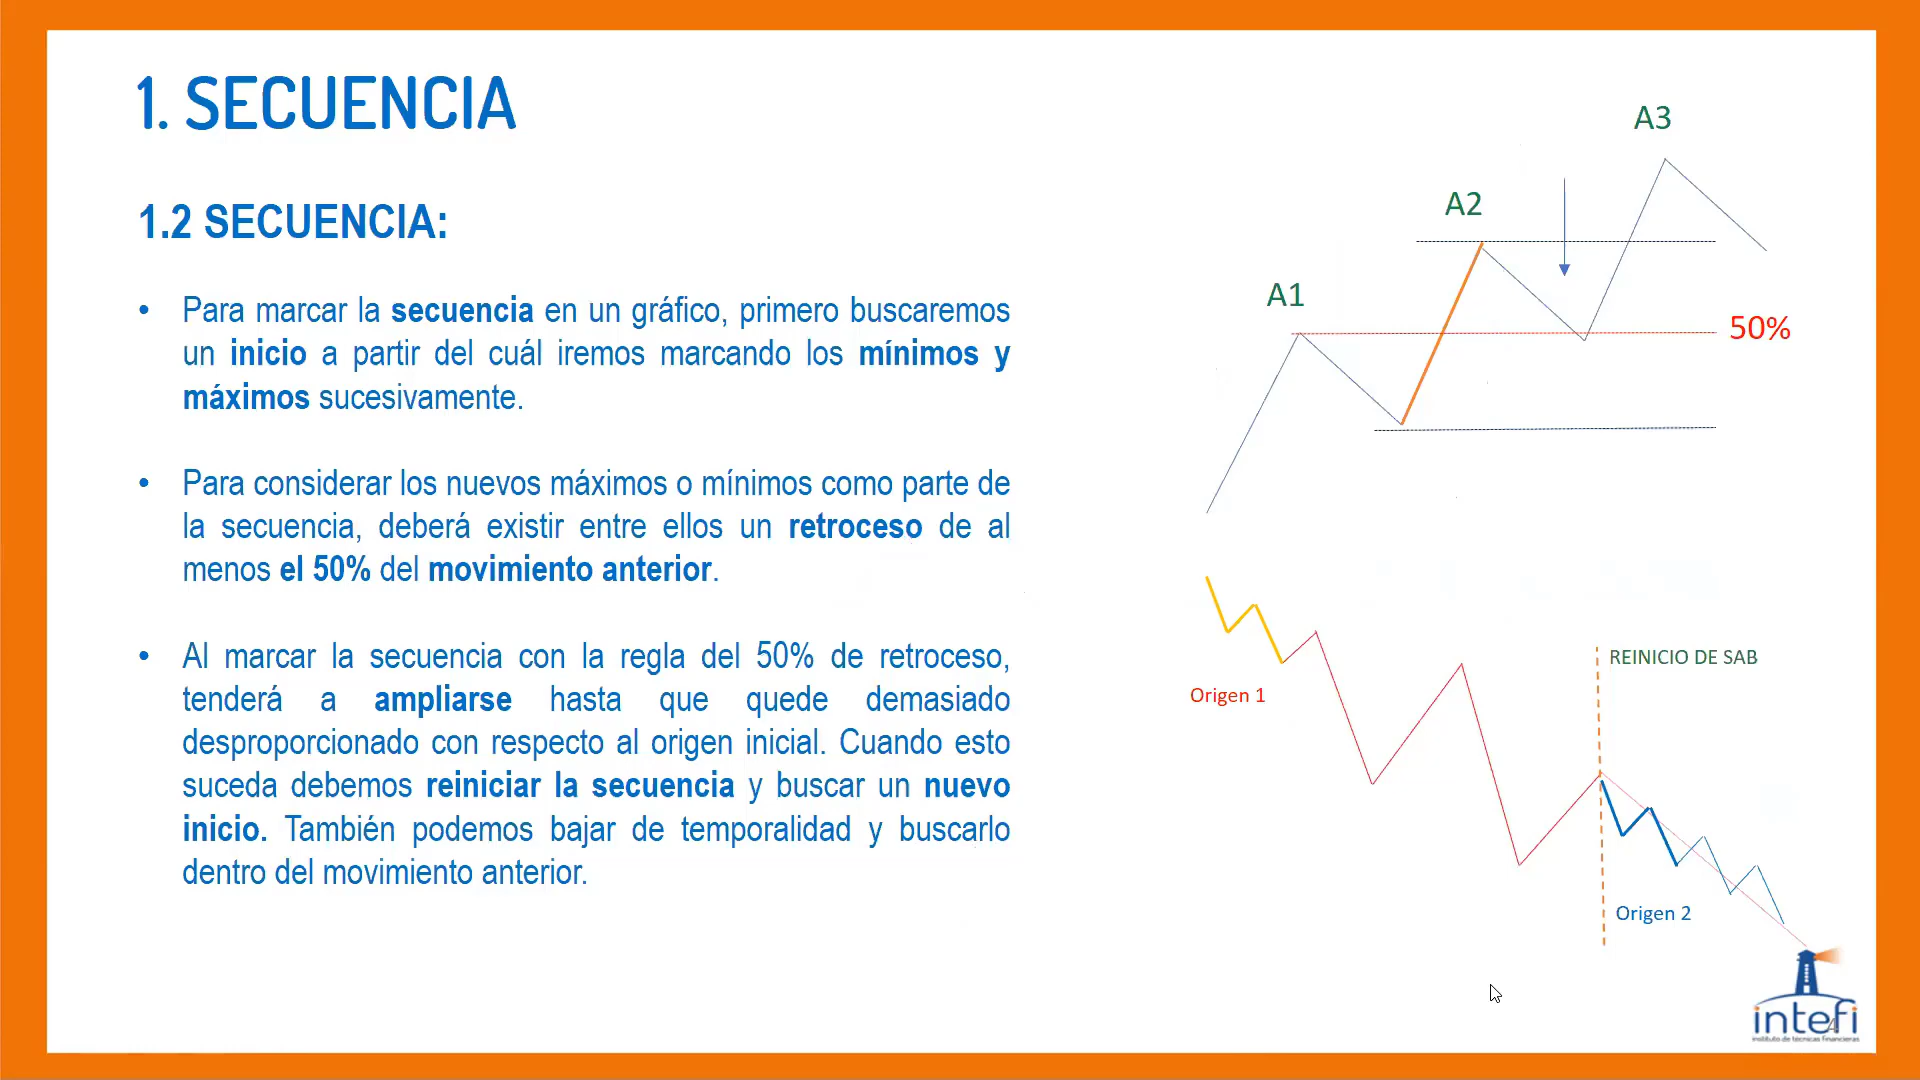 1. SECUENCIA
1.2 SECUENCIA:
• Para marcar la secuencia en un gráfico, primero buscaremos
un inicio a partir del cuál iremos marcando los mínimos y
máximos sucesivamente.
• Para considerar los nuevos máximos o mínimos como parte de
la secuencia, deberá existir entre ellos un retroceso de al
menos el 50% del movimiento anterior.
• Al marcar la secuencia con la regla del 50% de retroceso,
tenderá a ampliarse hasta que quede demasiado
desproporcionado con respecto al origen inicial. Cuando esto
suceda debemos reiniciar la secuencia y buscar un nuevo
inicio. También podemos bajar de temporalidad y buscarlo
dentro del movimiento anterior.
A3
A2
A1
50%
REINICIO DE SAB
Origen 1
Origen 2
intefi
instituto de técnicas financieras
4